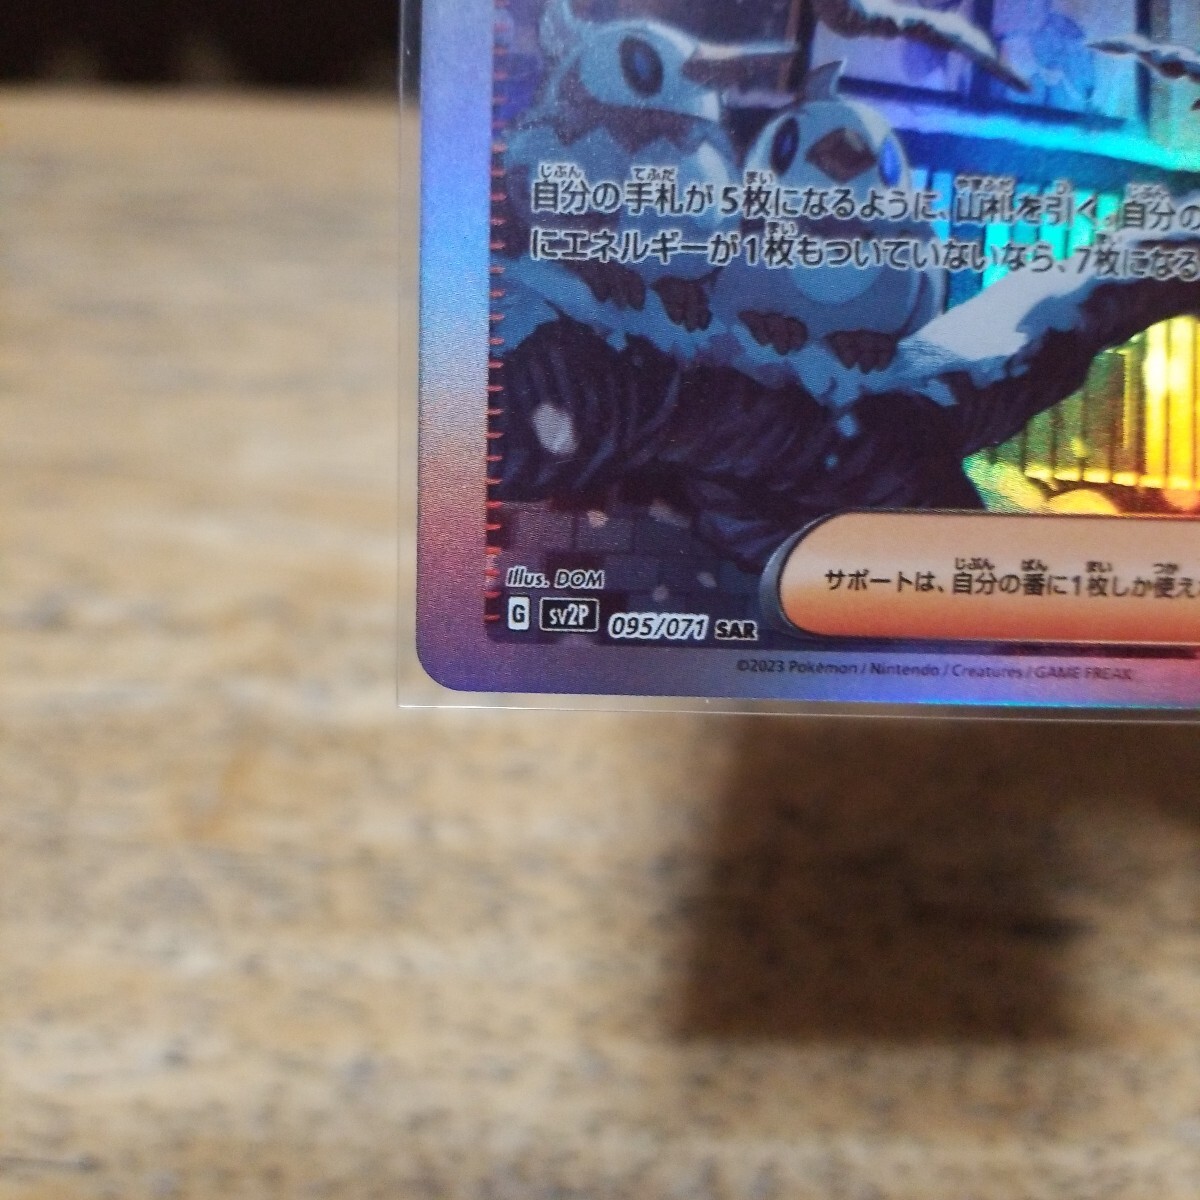 自分の手札が5枚になるように、山札を引く。自分の
にエネルギーが1枚もついていないなら、7枚になる
サポートは、自分の番に1枚しか使え
Illus. DOM
G sv2P 095/071 SAR
©2023 Pokémon / Nintendo / Creatures / GAME FREAK